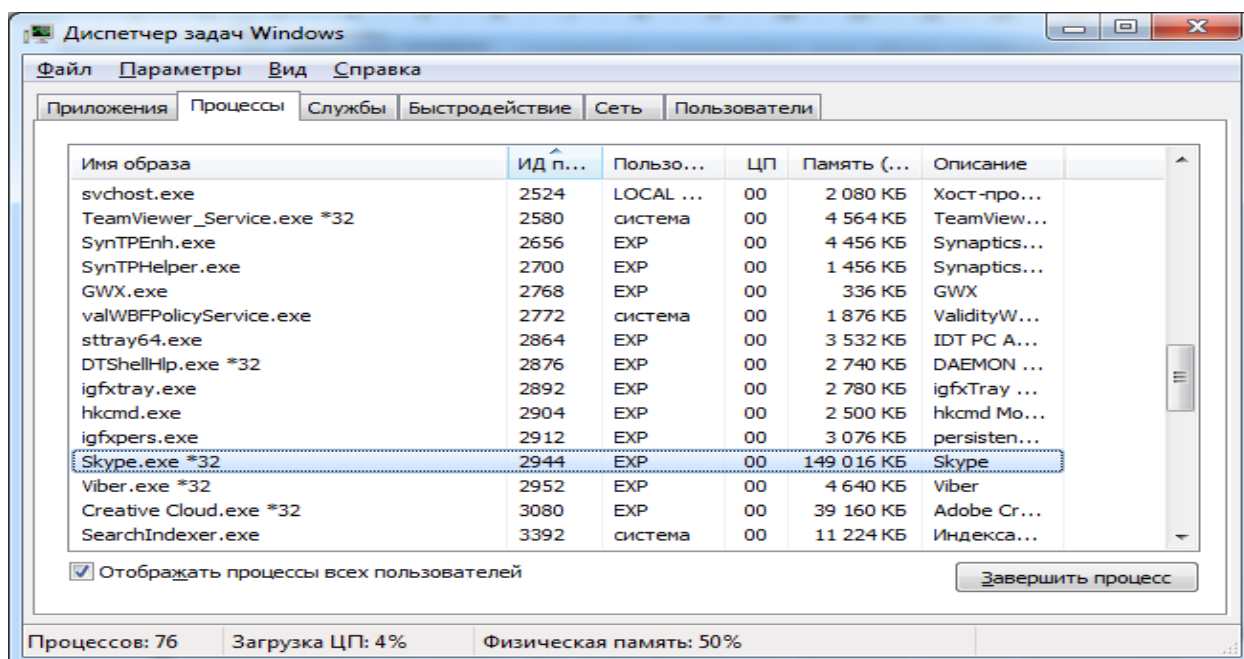 Диспетчер задач Windows
Файл Параметры Вид Справка
Приложения Процессы Службы Быстродействие Сеть Пользователи
Имя образа ИД п... Пользо... ЦП Память (... Описание
svchost.exe 2524 LOCAL ... 00 2 080 КБ Хост-про...
TeamViewer_Service.exe *32 2580 система 00 4 564 КБ TeamView...
SynTPEnh.exe 2656 EXP 00 4 456 КБ Synaptics...
SynTPHelper.exe 2700 EXP 00 1 456 КБ Synaptics...
GWX.exe 2768 EXP 00 336 КБ GWX
valWBFPolicyService.exe 2772 система 00 1 876 КБ ValidityW...
sttray64.exe 2864 EXP 00 3 532 КБ IDT PC A...
DTShellHlp.exe *32 2876 EXP 00 2 740 КБ DAEMON ...
igfxtray.exe 2892 EXP 00 2 780 КБ igfxTray ...
hkcmd.exe 2904 EXP 00 2 500 КБ hkcmd Mo...
igfxpers.exe 2912 EXP 00 3 076 КБ persisten...
Skype.exe *32 2944 EXP 00 149 016 КБ Skype
Viber.exe *32 2952 EXP 00 4 640 КБ Viber
Creative Cloud.exe *32 3080 EXP 00 39 160 КБ Adobe Cr...
SearchIndexer.exe 3392 система 00 11 224 КБ Индекса...
Отображать процессы всех пользователей
Завершить процесс
Процессов: 76 Загрузка ЦП: 4% Физическая память: 50%